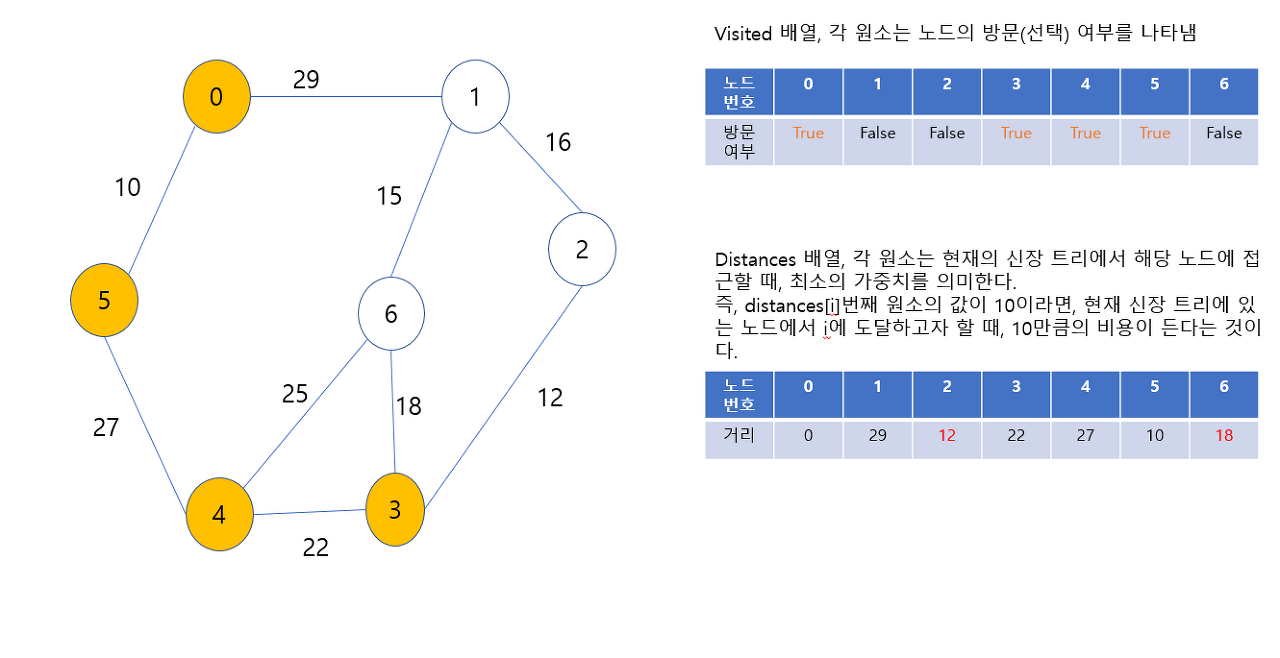 Visited 배열, 각 원소는 노드의 방문(선택) 여부를 나타냄
노드 번호 0 1 2 3 4 5 6
방문 여부 True False False True True True False
Distances 배열, 각 원소는 현재의 신장 트리에서 해당 노드에 접
근할 때, 최소의 가중치를 의미한다.
즉, distances[i]번째 원소의 값이 10이라면, 현재 신장 트리에 있
는 노드에서 i에 도달하고자 할 때, 10만큼의 비용이 든다는 것이
다.
노드 번호 0 1 2 3 4 5 6
거리 0 29 12 22 27 10 18
29
0
1
16
10
15
2
5
6
25
18
12
27
4
3
22